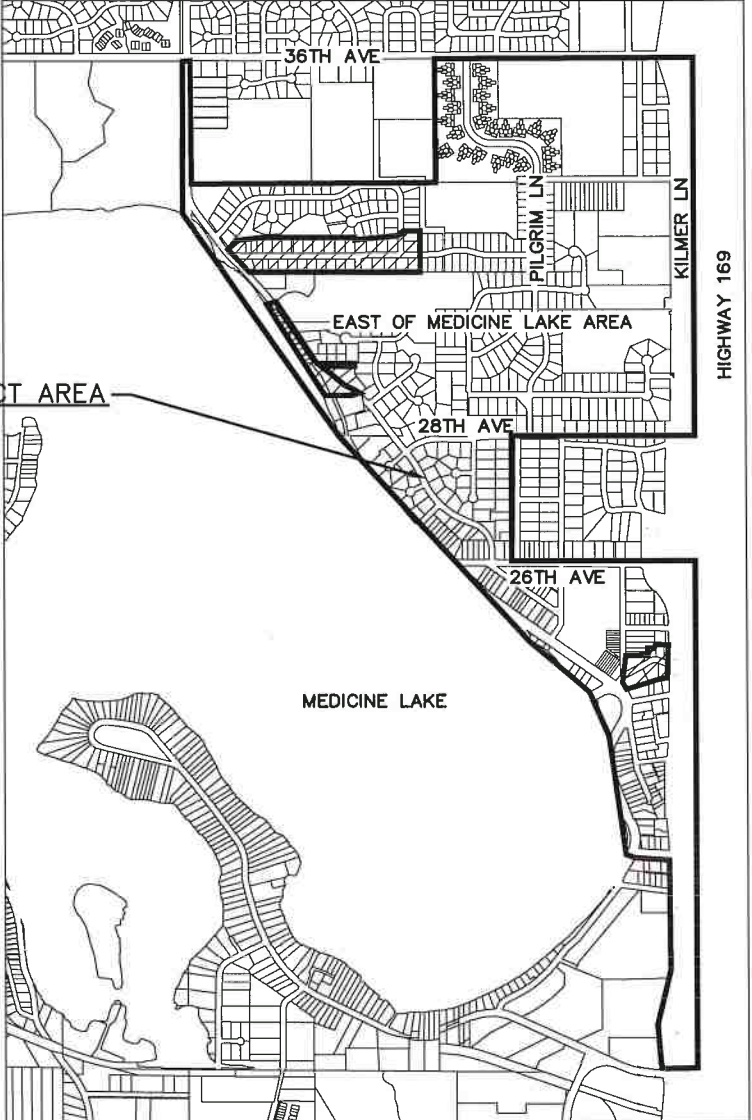 36TH AVE
PILGRIM LN
KILMER LN
HIGHWAY 169
EAST OF MEDICINE LAKE AREA
CT AREA
28TH AVE
26TH AVE
MEDICINE LAKE